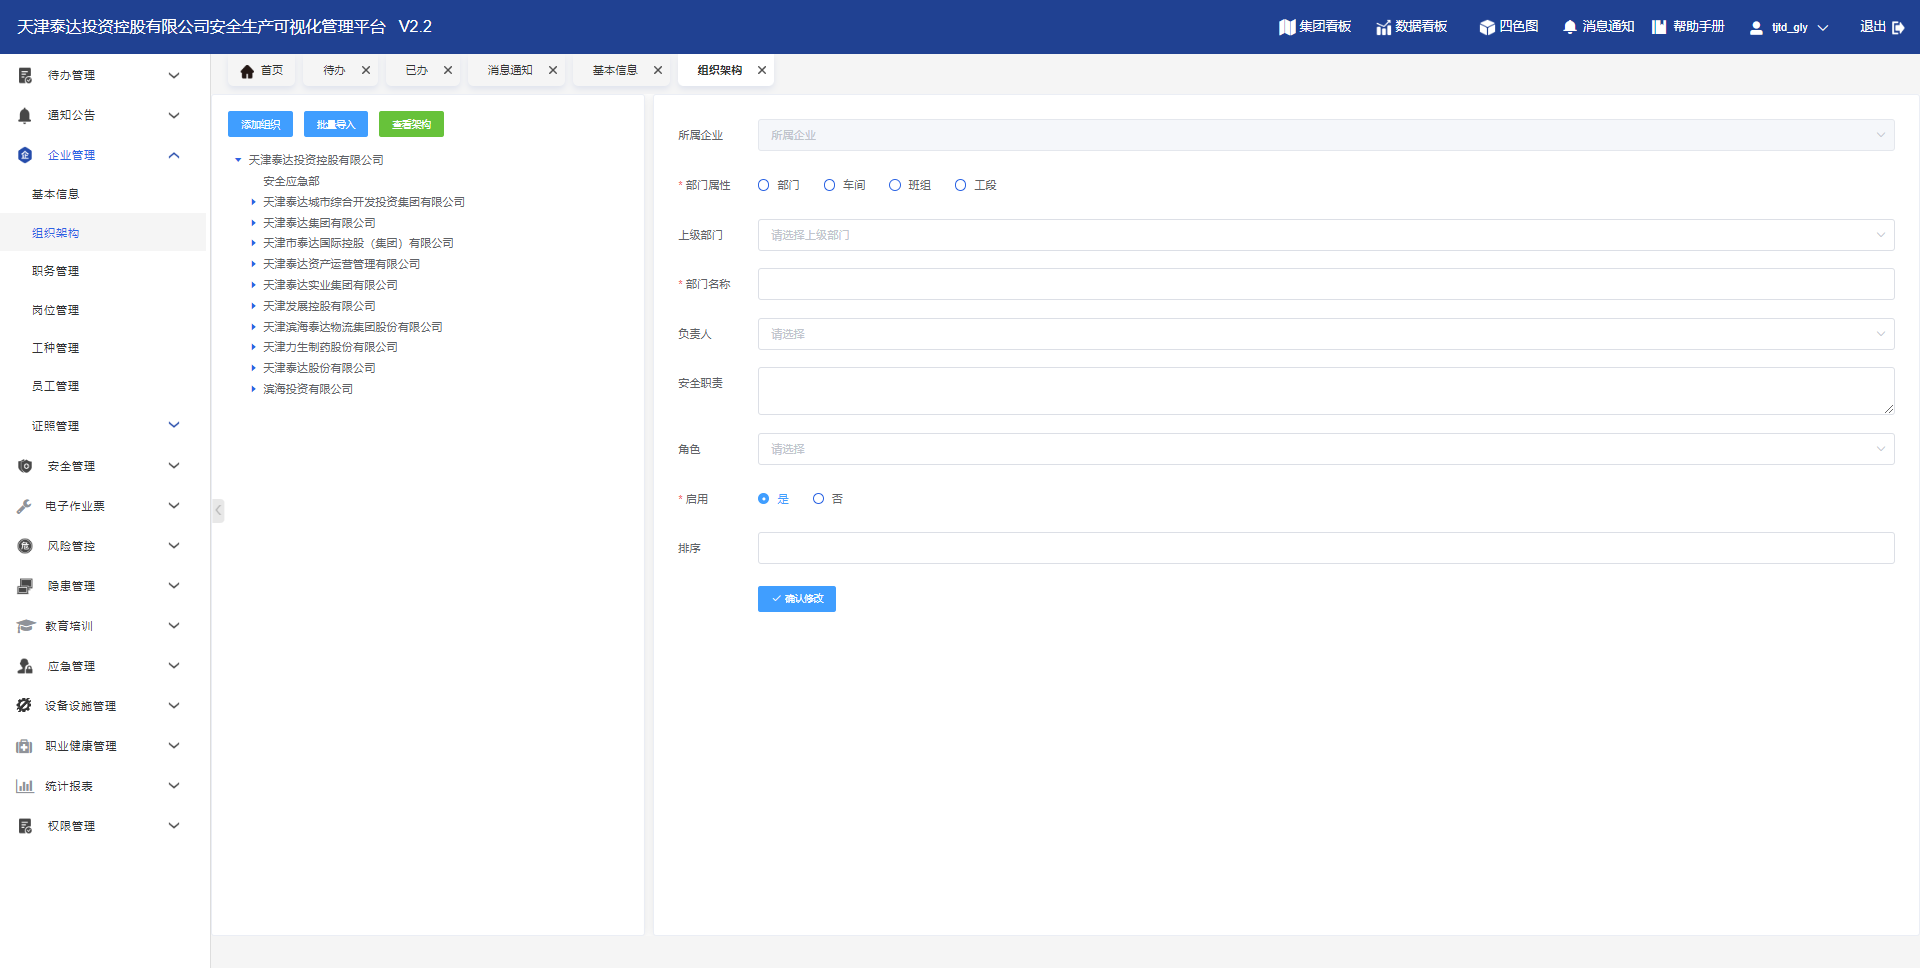 天津泰达投资控股有限公司安全生产可视化管理平台 V2.2
集团看板 数据看板 四色图 消息通知 帮助手册 tjtd_gly 退出
首页 待办 已办 消息通知 基本信息 组织架构
待办管理
通知公告
企业管理
基本信息
组织架构
职务管理
岗位管理
工种管理
员工管理
证照管理
安全管理
电子作业票
风险管控
隐患管理
教育培训
应急管理
设备设施管理
职业健康管理
统计报表
权限管理
添加组织 批量导入 查看架构
天津泰达投资控股有限公司
安全应急部
天津泰达城市综合开发投资集团有限公司
天津泰达集团有限公司
天津市泰达国际控股（集团）有限公司
天津泰达资产运营管理有限公司
天津泰达实业集团有限公司
天津发展控股有限公司
天津滨海泰达物流集团股份有限公司
天津力生制药股份有限公司
天津泰达股份有限公司
滨海投资有限公司
所属企业 所属企业
* 部门属性 部门 车间 班组 工段
上级部门 请选择上级部门
* 部门名称
负责人 请选择
安全职责
角色 请选择
* 启用 是 否
排序
确认修改